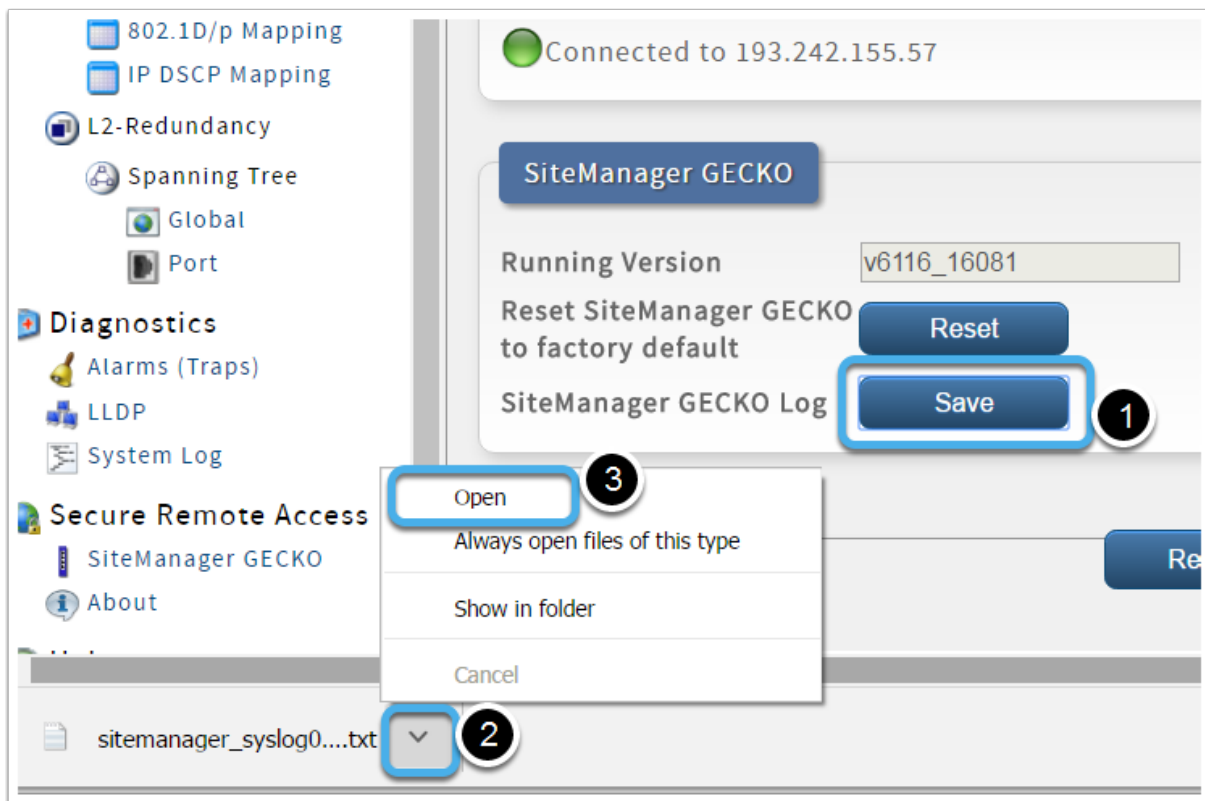 802.1D/p Mapping
IP DSCP Mapping
L2-Redundancy
Spanning Tree
Global
Port
Diagnostics
Alarms (Traps)
LLDP
System Log
Secure Remote Access
SiteManager GECKO
About
Connected to 193.242.155.57
SiteManager GECKO
Running Version
v6116_16081
Reset SiteManager GECKO
to factory default
Reset
SiteManager GECKO Log
Save
1
Re
Open
3
Always open files of this type
Show in folder
Cancel
sitemanager_syslog0....txt
2